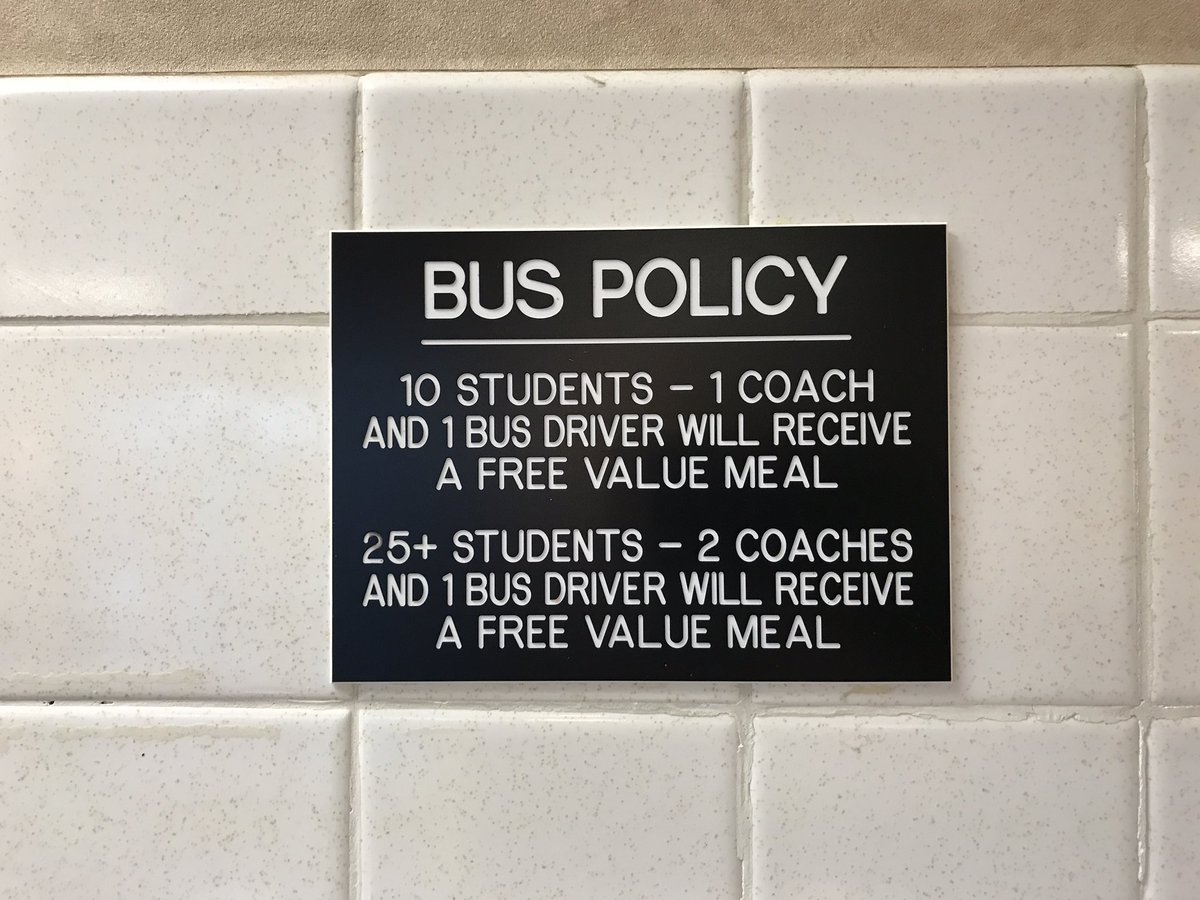 BUS POLICY
10 STUDENTS – 1 COACH
AND 1 BUS DRIVER WILL RECEIVE
A FREE VALUE MEAL
25+ STUDENTS – 2 COACHES
AND 1 BUS DRIVER WILL RECEIVE
A FREE VALUE MEAL